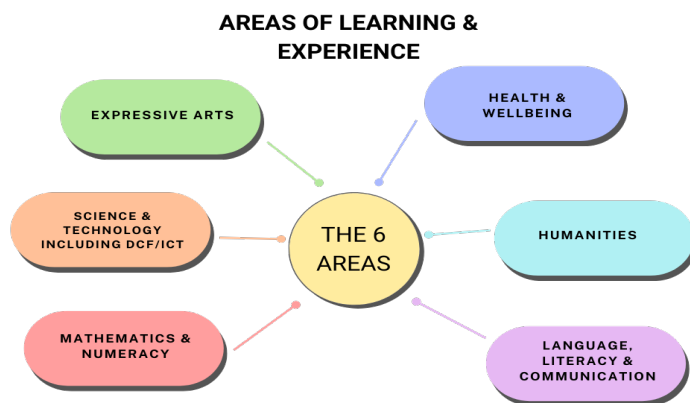 AREAS OF LEARNING &
EXPERIENCE
EXPRESSIVE ARTS
HEALTH &
WELLBEING
SCIENCE &
TECHNOLOGY
INCLUDING DCF/ICT
THE 6
AREAS
HUMANITIES
MATHEMATICS &
NUMERACY
LANGUAGE,
LITERACY &
COMMUNICATION